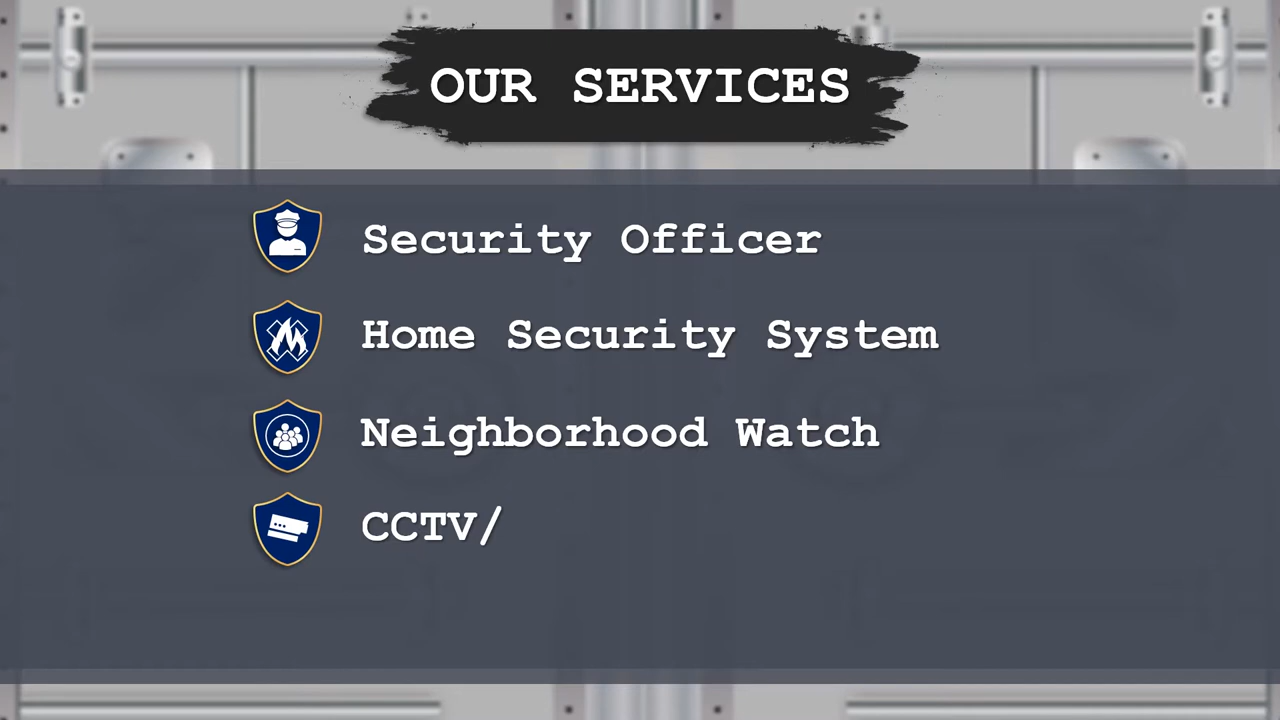 OUR SERVICES
Security Officer
Home Security System
Neighborhood Watch
CCTV/